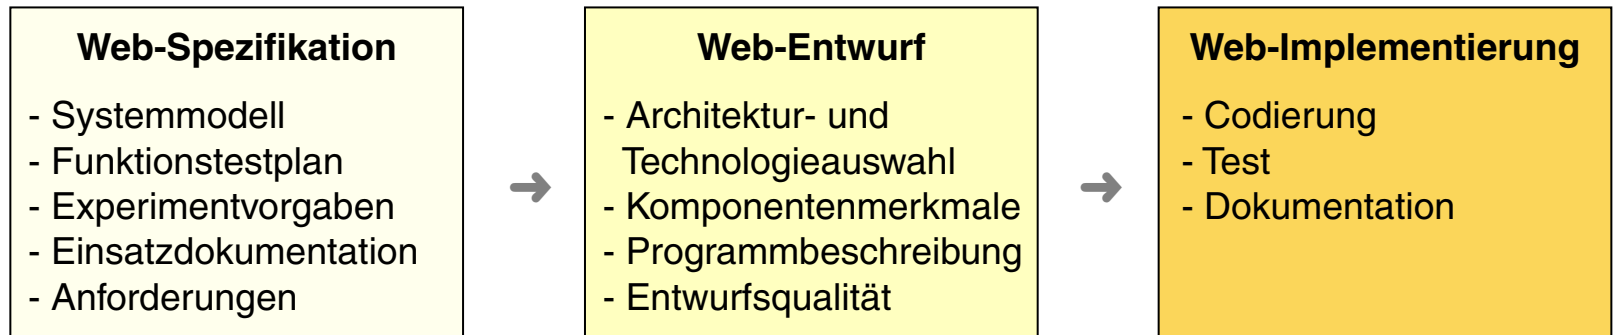 Web-Spezifikation
- Systemmodell
- Funktionstestplan
- Experimentvorgaben
- Einsatzdokumentation
- Anforderungen
Web-Entwurf
- Architektur- und
Technologieauswahl
- Komponentenmerkmale
- Programmbeschreibung
- Entwurfsqualität
Web-Implementierung
- Codierung
- Test
- Dokumentation